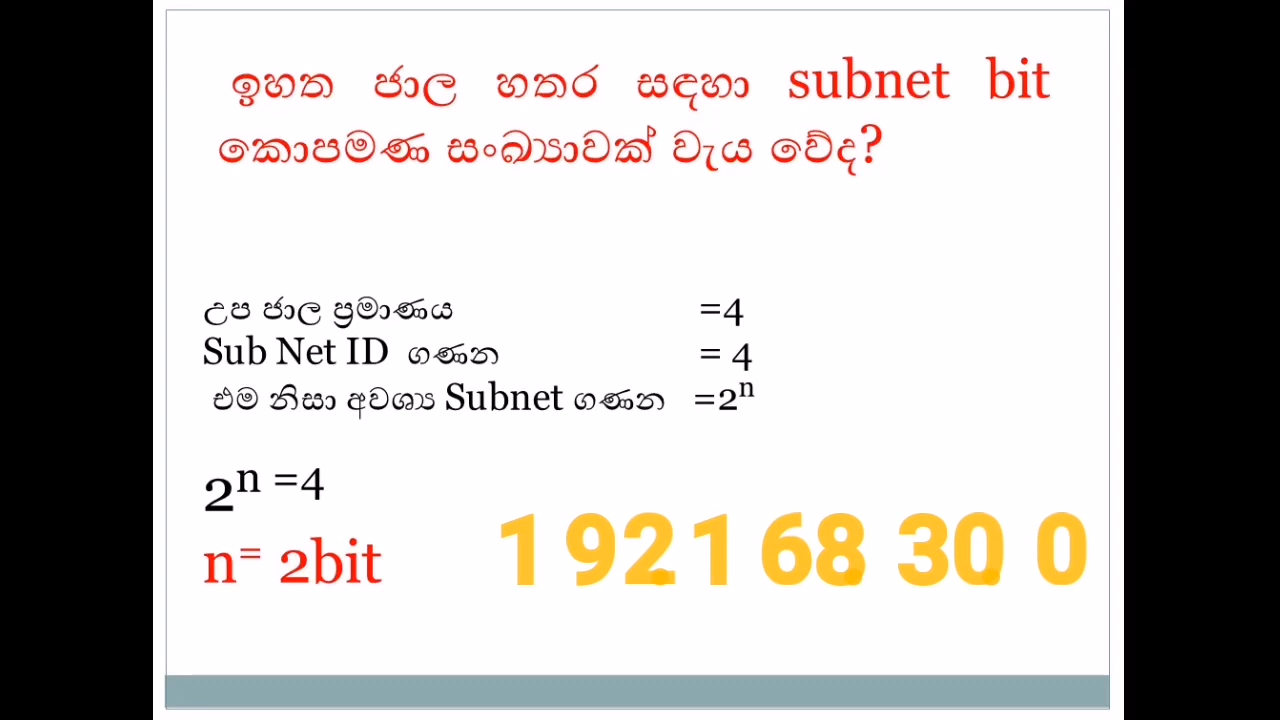 ඉහත ජාල හතර සඳහා subnet bit
කොපමණ සංඛ්‍යාවක් වැය වේද?
උප ජාල ප්‍රමාණය =4
Sub Net ID ගණන = 4
එම නිසා අවශ්‍ය Subnet ගණන =2ⁿ
2ⁿ =4
n= 2bit
192.168.30.0